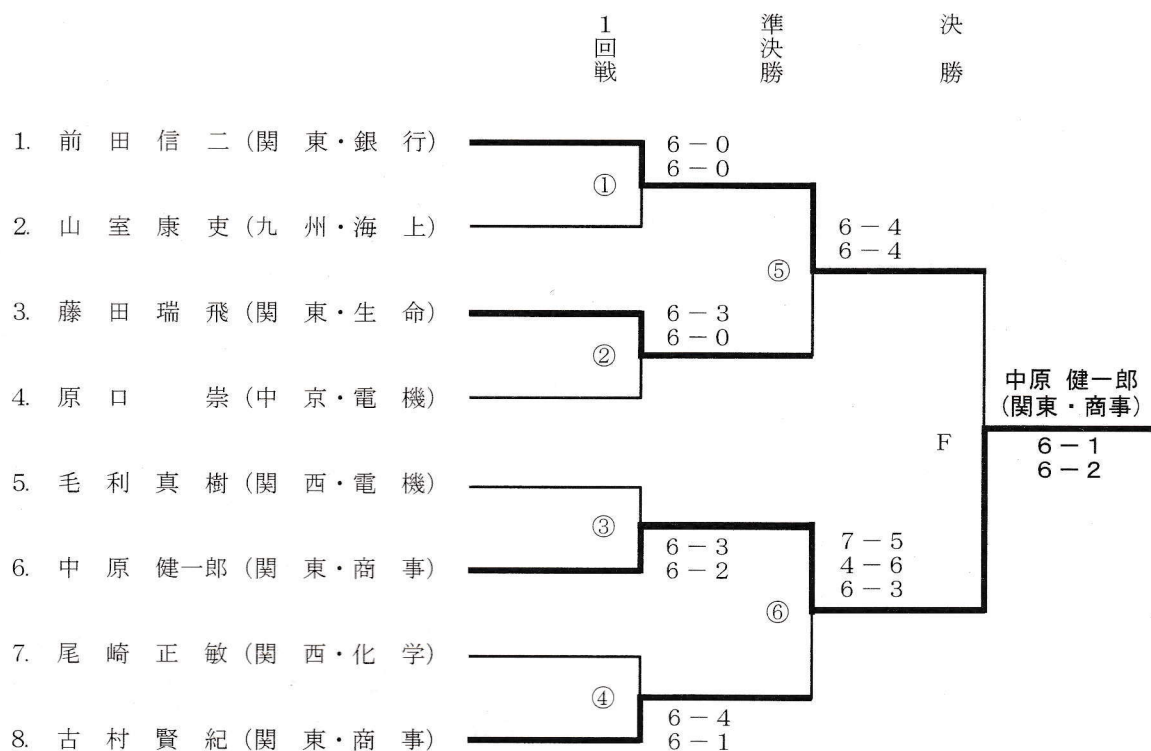 1回戦
準決勝
決勝
1. 前田信二(関東・銀行)
6-0
6-0
①
2. 山室康吏(九州・海上)
6-4
6-4
⑤
3. 藤田瑞飛(関東・生命)
6-3
6-0
②
4. 原口 崇(中京・電機)
中原 健一郎
(関東・商事)
F
6-1
6-2
5. 毛利真樹(関西・電機)
③
6-3
6-2
7-5
4-6
6-3
6. 中原健一郎(関東・商事)
⑥
7. 尾崎正敏(関西・化学)
④
6-4
6-1
8. 古村賢紀(関東・商事)